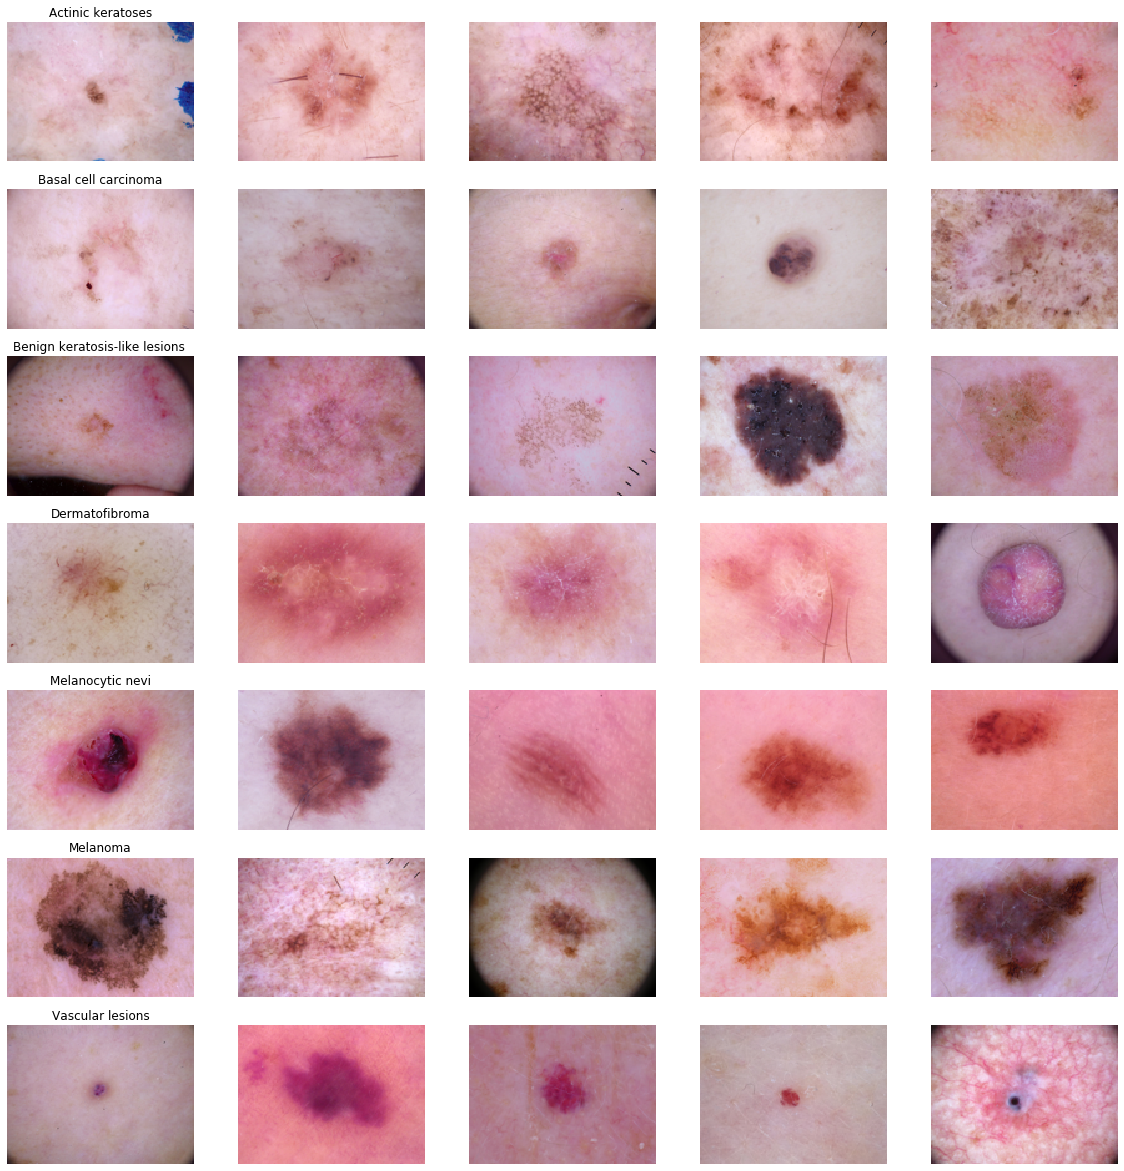 Actinic keratoses
Basal cell carcinoma
Benign keratosis-like lesions
Dermatofibroma
Melanocytic nevi
Melanoma
Vascular lesions